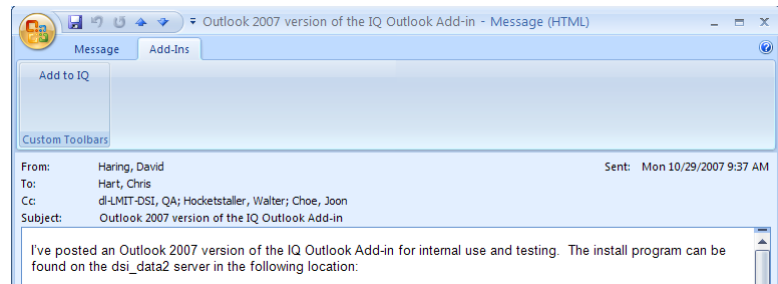 Outlook 2007 version of the IQ Outlook Add-in - Message (HTML)
Message Add-Ins
Add to IQ
Custom Toolbars
From: Haring, David Sent: Mon 10/29/2007 9:37 AM
To: Hart, Chris
Cc: dl-LMIT-DSI, QA; Hocketstaller, Walter; Choe, Joon
Subject: Outlook 2007 version of the IQ Outlook Add-in
I've posted an Outlook 2007 version of the IQ Outlook Add-in for internal use and testing. The install program can be
found on the dsi_data2 server in the following location: